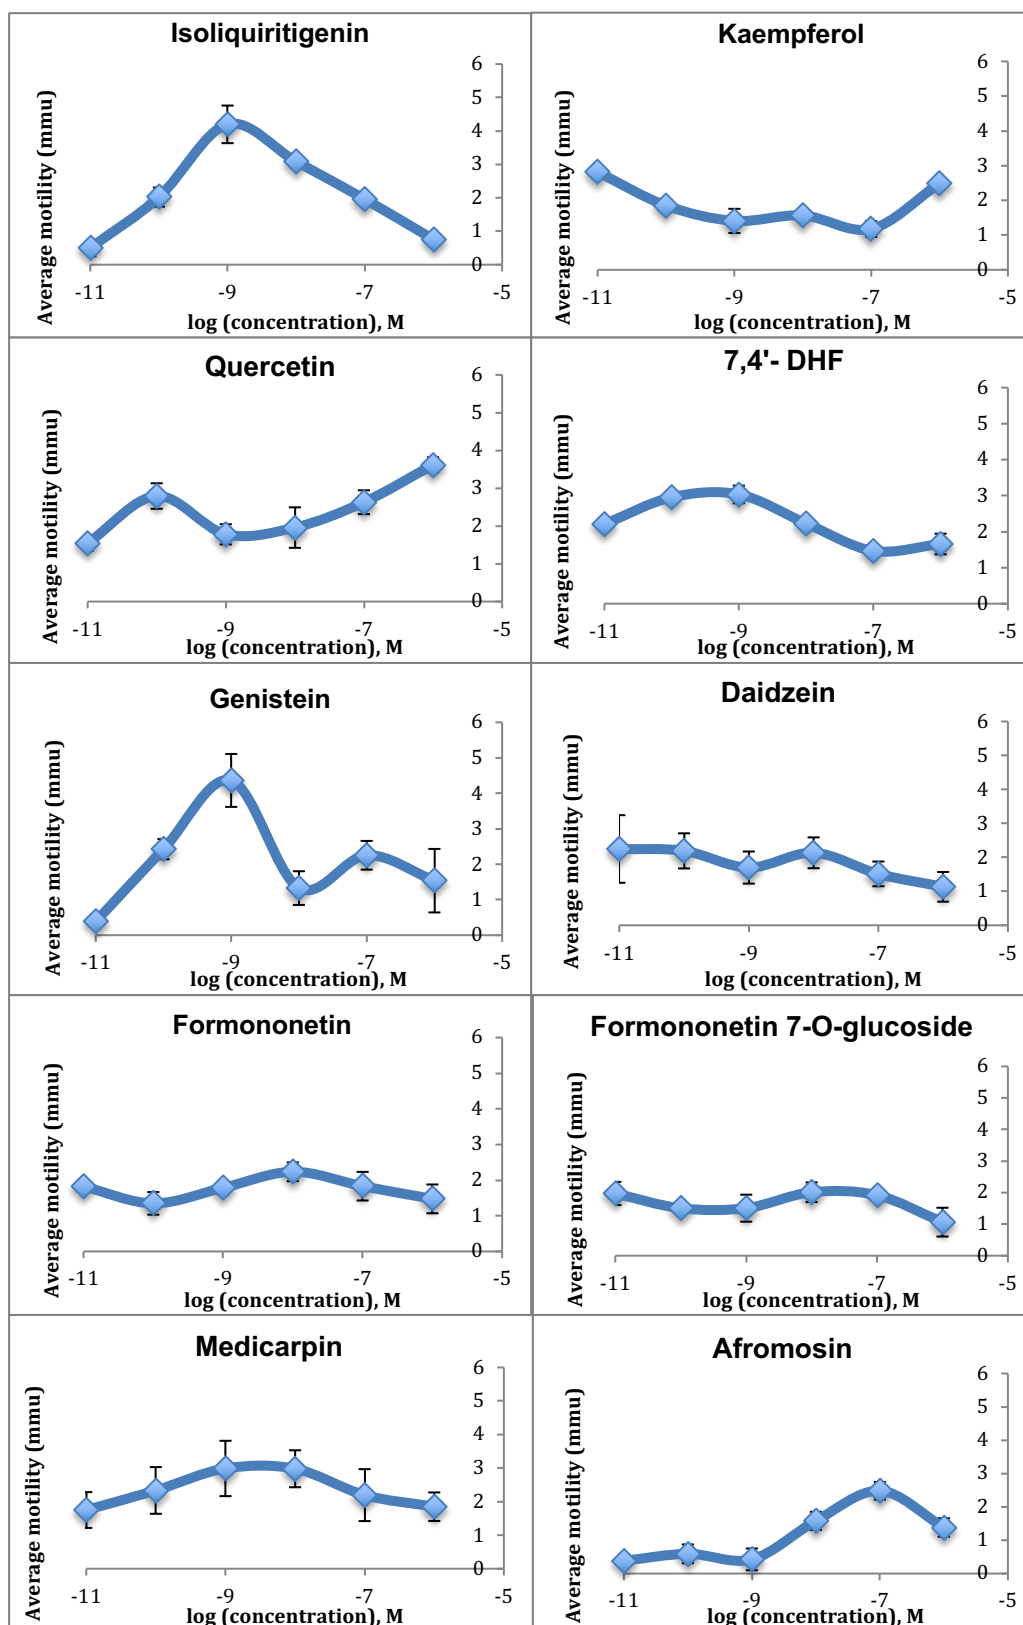 Isoliquiritigenin
Average motility (mmu)
6
5
4
3
2
1
0
-11 -9 -7 -5
log (concentration), M
Kaempferol
Average motility (mmu)
6
5
4
3
2
1
0
-11 -9 -7 -5
log (concentration), M
Quercetin
Average motility (mmu)
6
5
4
3
2
1
0
-11 -9 -7 -5
log (concentration), M
7,4'- DHF
Average motility (mmu)
6
5
4
3
2
1
0
-11 -9 -7 -5
log (concentration), M
Genistein
Average motility (mmu)
6
5
4
3
2
1
0
-11 -9 -7 -5
log (concentration), M
Daidzein
Average motility (mmu)
6
5
4
3
2
1
0
-11 -9 -7 -5
log (concentration), M
Formononetin
Average motility (mmu)
6
5
4
3
2
1
0
-11 -9 -7 -5
log (concentration), M
Formononetin 7-O-glucoside
Average motility (mmu)
6
5
4
3
2
1
0
-11 -9 -7 -5
log (concentration), M
Medicarpin
Average motility (mmu)
6
5
4
3
2
1
0
-11 -9 -7 -5
log (concentration), M
Afromosin
Average motility (mmu)
6
5
4
3
2
1
0
-11 -9 -7 -5
log (concentration), M